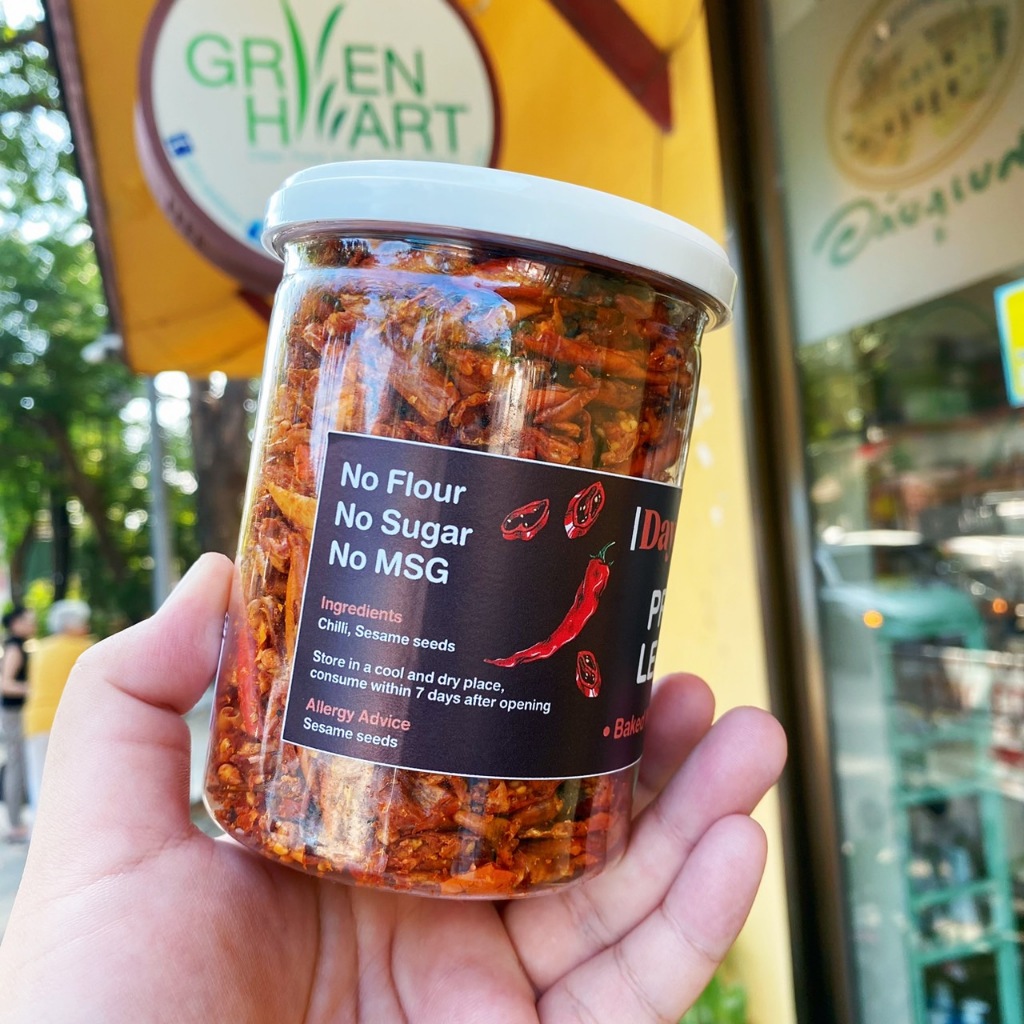 GREEN
HEART
No Flour
No Sugar
No MSG
Ingredients
Chilli, Sesame seeds
Store in a cool and dry place,
consume within 7 days after opening
Allergy Advice
Sesame seeds